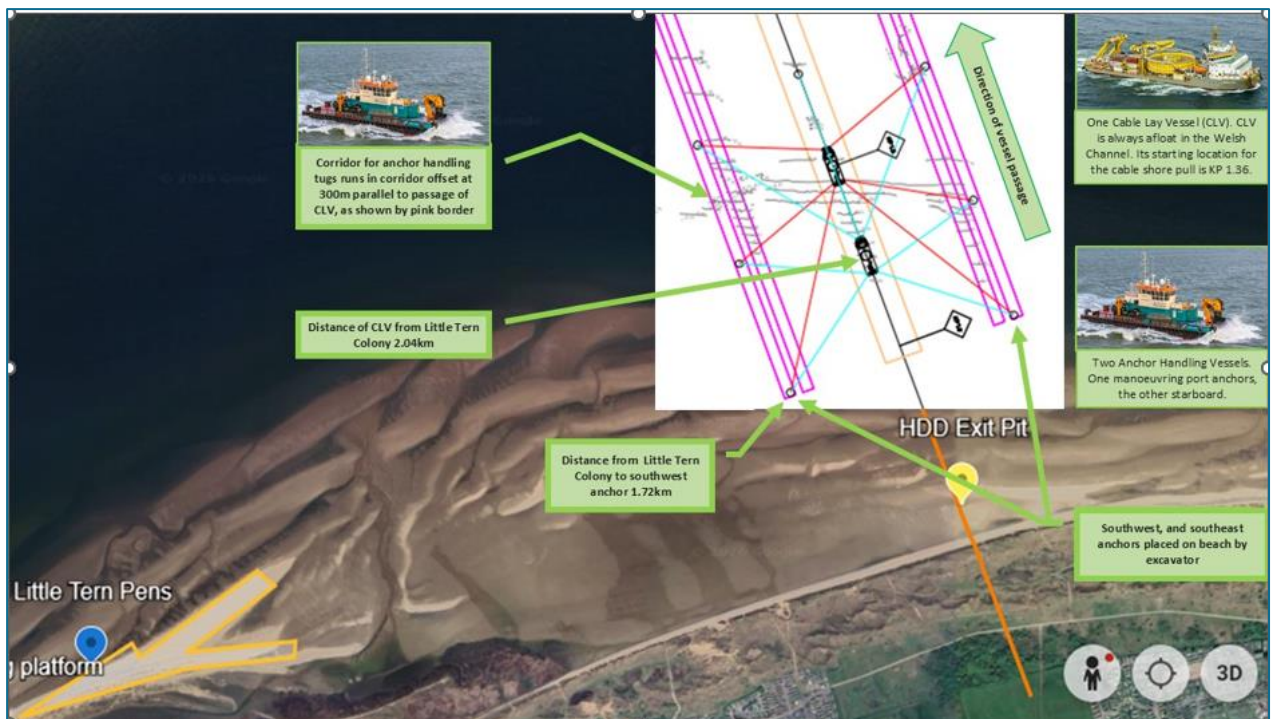 Corridor for anchor handling
tugs runs in corridor offset at
300m parallel to passage of
CLV, as shown by pink border
Distance of CLV from Little Tern
Colony 2.04km
Distance from Little Tern
Colony to southwest
anchor 1.72km
Direction of vessel passage
One Cable Lay Vessel (CLV). CLV
is always afloat in the Welsh
Channel. Its starting location for
the cable shore pull is KP 1.36.
Two Anchor Handling Vessels.
One manoeuvring port anchors,
the other starboard.
HDD Exit Pit
Southwest, and southeast
anchors placed on beach by
excavator
Little Tern Pens
platform
3D